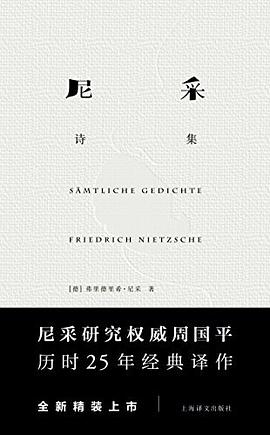 尼采
诗集
SÄMTLICHE GEDICHTE
FRIEDRICH NIETZSCHE
[德] 弗里德里希·尼采 著
尼采研究权威周国平
历时25年经典译作
全新精装上市
上海译文出版社